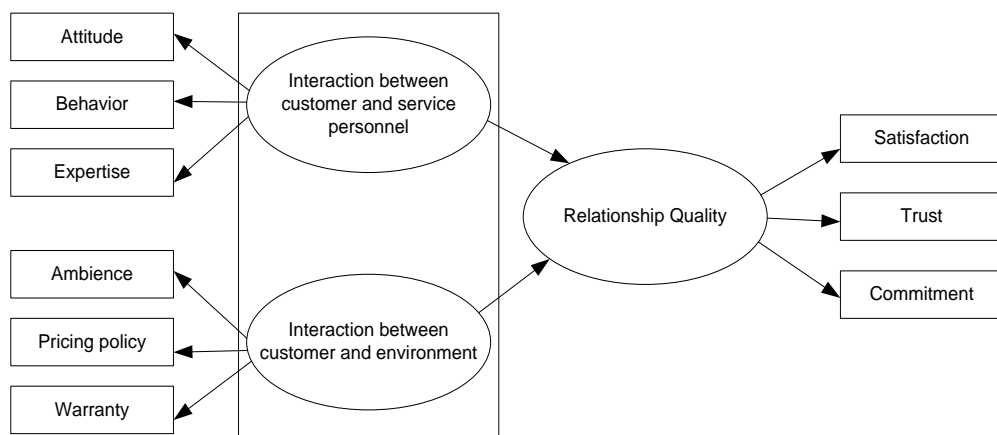 Attitude
Behavior
Expertise
Interaction between
customer and service
personnel
Ambience
Pricing policy
Warranty
Interaction between
customer and environment
Relationship Quality
Satisfaction
Trust
Commitment